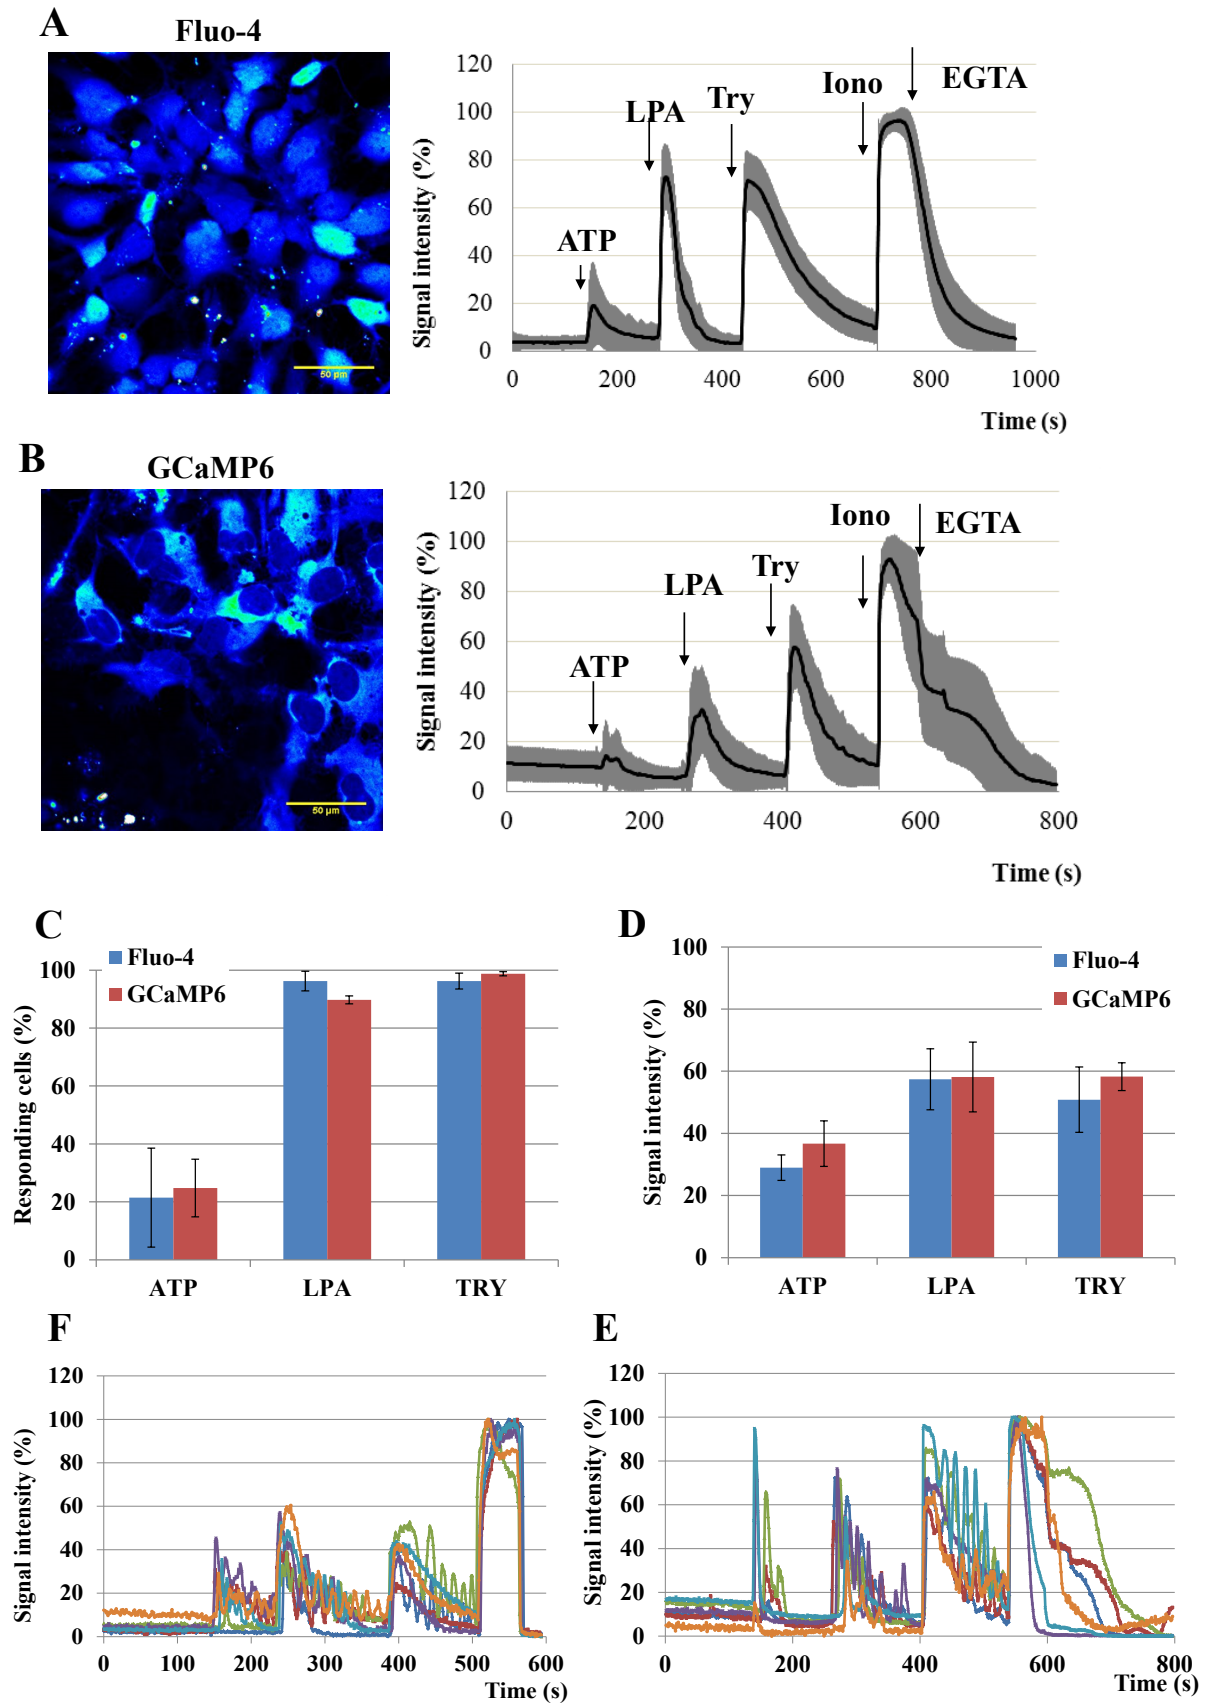 A
Fluo-4
50 µm
120
100
80
60
40
20
0
Signal intensity (%)
ATP
LPA
Try
Iono
EGTA
0 200 400 600 800 1000
Time (s)
B
GCaMP6
50 µm
120
100
80
60
40
20
0
Signal intensity (%)
ATP
LPA
Try
Iono
EGTA
0 200 400 600 800
Time (s)
C
Fluo-4
GCaMP6
100
80
60
40
20
0
Responding cells (%)
ATP LPA TRY
D
Fluo-4
GCaMP6
100
80
60
40
20
0
Signal intensity (%)
ATP LPA TRY
F
120
100
80
60
40
20
0
Signal intensity (%)
0 100 200 300 400 500 600
Time (s)
E
120
100
80
60
40
20
0
Signal intensity (%)
0 200 400 600 800
Time (s)